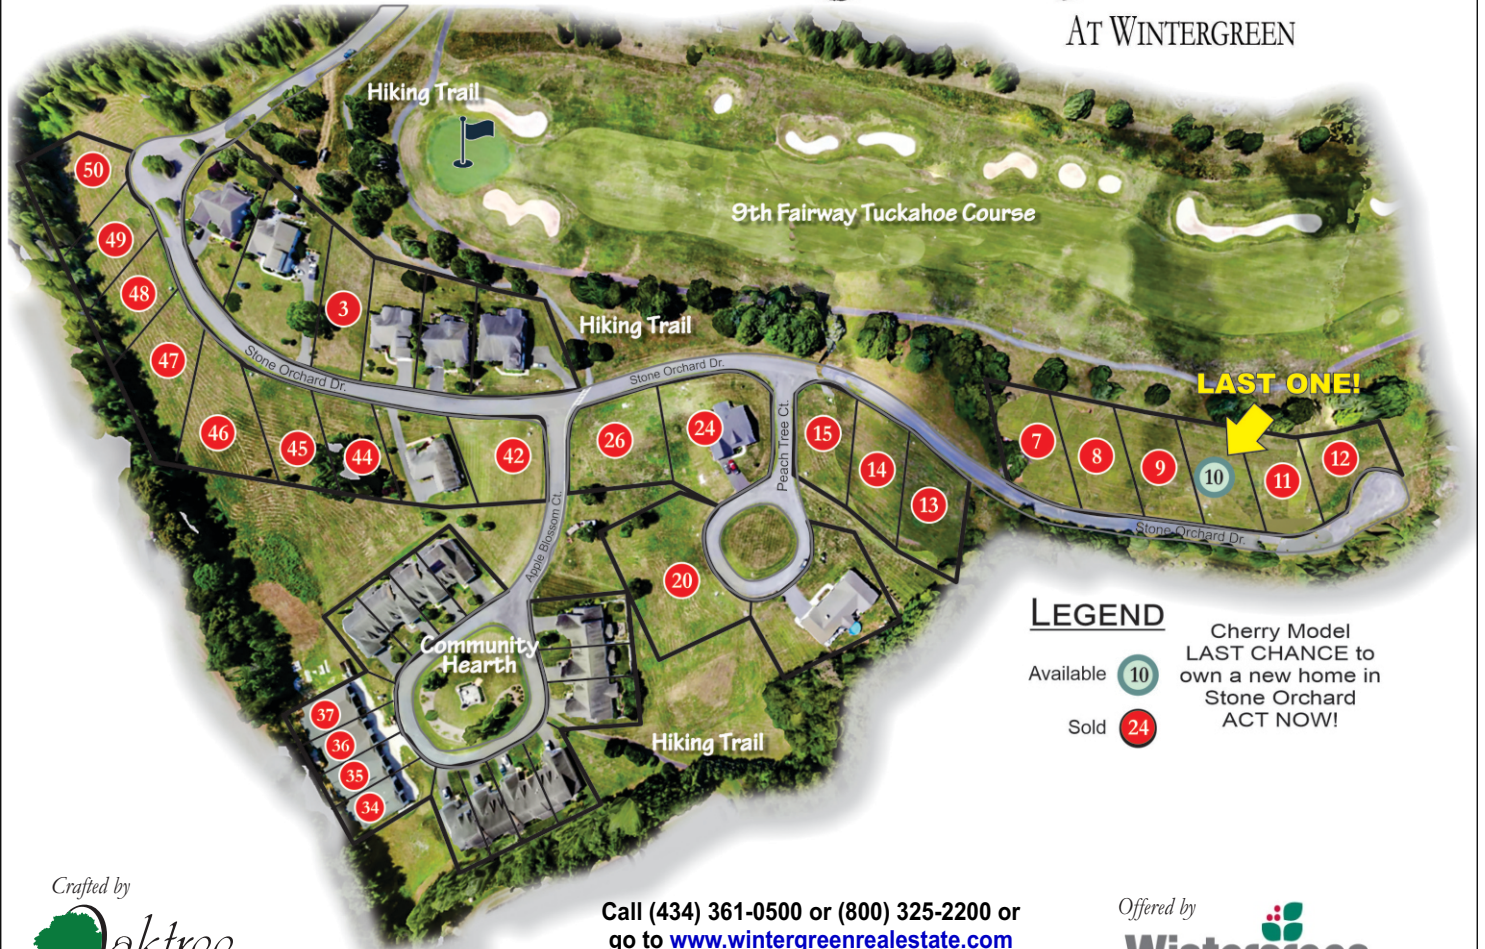 AT WINTERGREEN
Hiking Trail
50
9th Fairway Tuckahoe Course
49
48
3
Hiking Trail
47
Stone Orchard Dr.
Stone Orchard Dr.
LAST ONE!
46
45
44
42
26
24
Peach Tree Ct.
15
14
13
7
8
9
10
11
12
Stone Orchard Dr.
Apple Blossom Ct.
20
Community
Hearth
37
36
35
34
Hiking Trail
LEGEND
Available 10
Sold 24
Cherry Model
LAST CHANCE to
own a new home in
Stone Orchard
ACT NOW!
Crafted by
Oaktree
Call (434) 361-0500 or (800) 325-2200 or
go to www.wintergreenrealestate.com
Offered by
Wintergreen